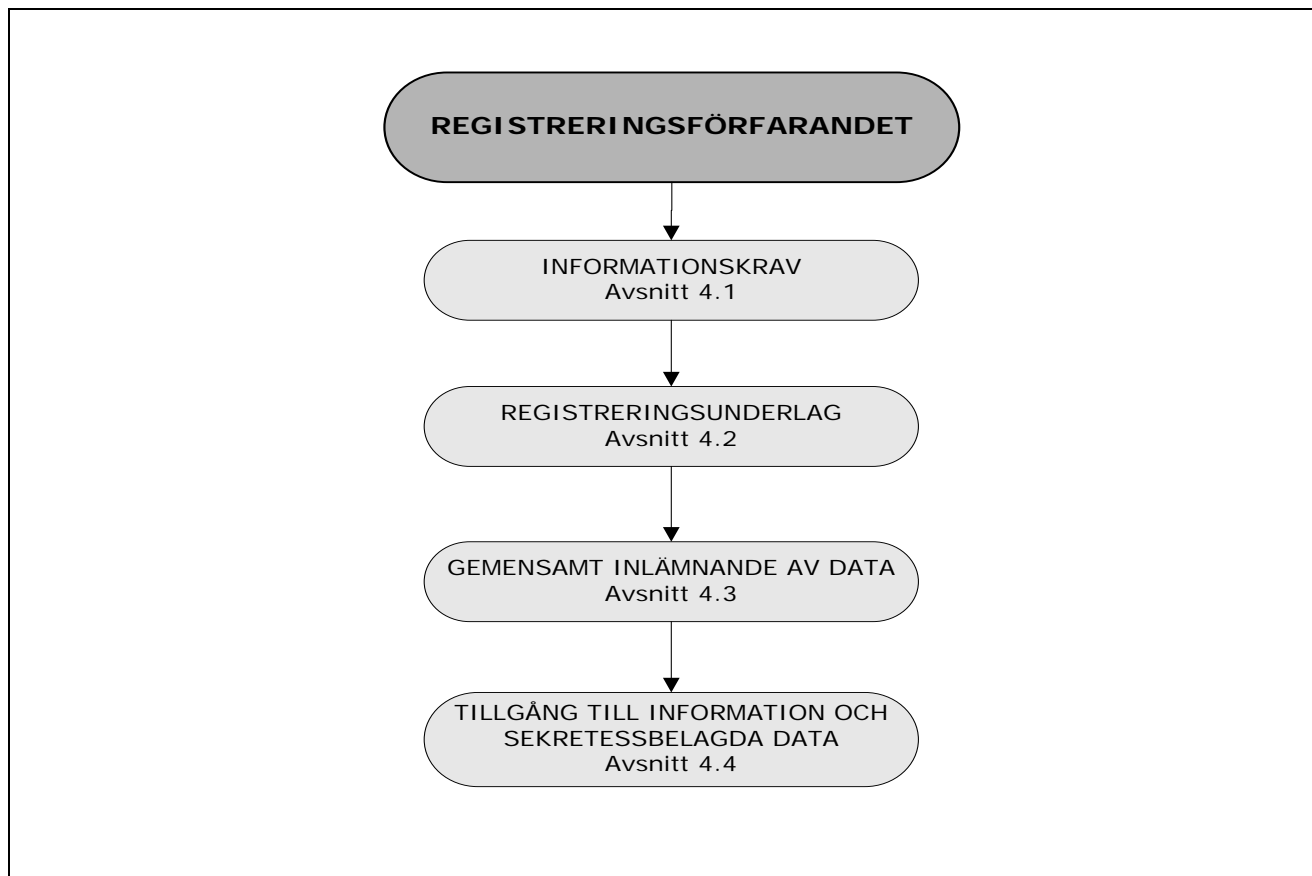 REGISTRERINGSFÖRFARANDET
INFORMATIONSKRAV
Avsnitt 4.1
REGISTRERINGSUNDERLAG
Avsnitt 4.2
GEMENSAMT INLÄMNANDE AV DATA
Avsnitt 4.3
TILLGÅNG TILL INFORMATION OCH
SEKRETESSBELAGDA DATA
Avsnitt 4.4